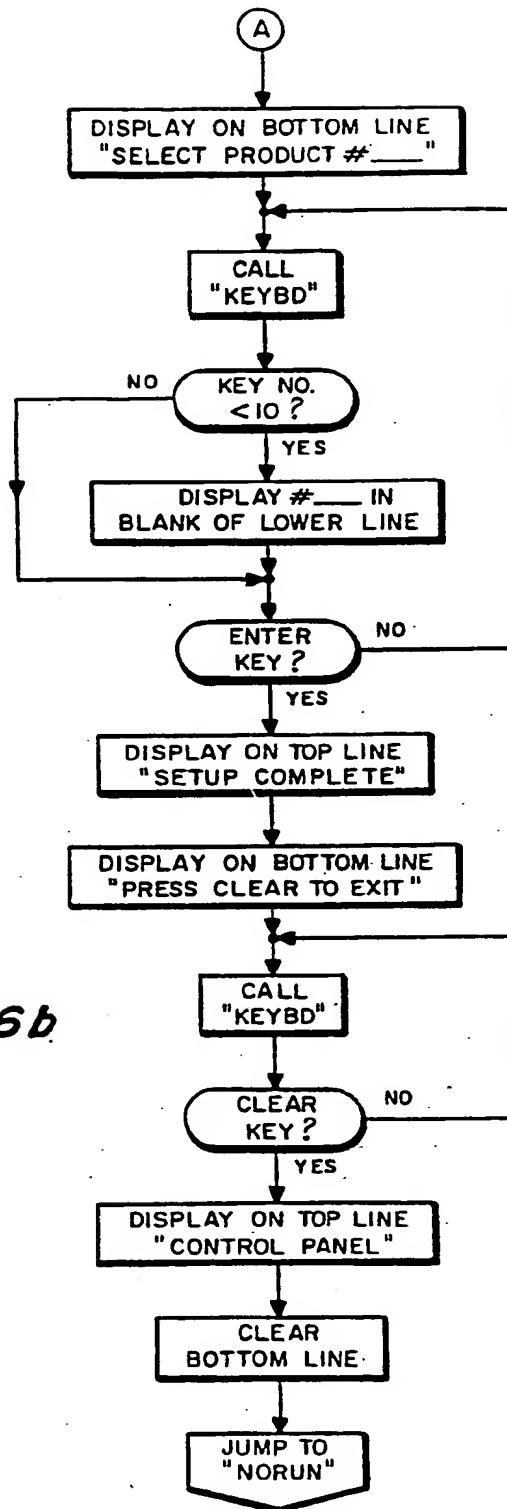 A
DISPLAY ON BOTTOM LINE
"SELECT PRODUCT #___"
CALL
"KEYBD"
NO
KEY NO.
<10?
YES
DISPLAY #___ IN
BLANK OF LOWER LINE
ENTER
KEY?
NO
YES
DISPLAY ON TOP LINE
"SETUP COMPLETE"
DISPLAY ON BOTTOM LINE
"PRESS CLEAR TO EXIT"
CALL
"KEYBD"
6b
CLEAR
KEY?
NO
YES
DISPLAY ON TOP LINE
"CONTROL PANEL"
CLEAR
BOTTOM LINE
JUMP TO
"NORUN"